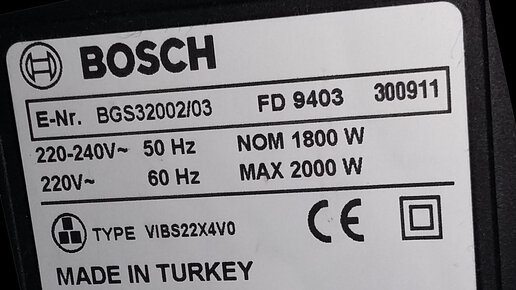 BOSCH
E-Nr. BGS32002/03 FD 9403 300911
220-240V~ 50 Hz NOM 1800 W
220V~ 60 Hz MAX 2000 W
TYPE VIBS22X4V0 CE
MADE IN TURKEY